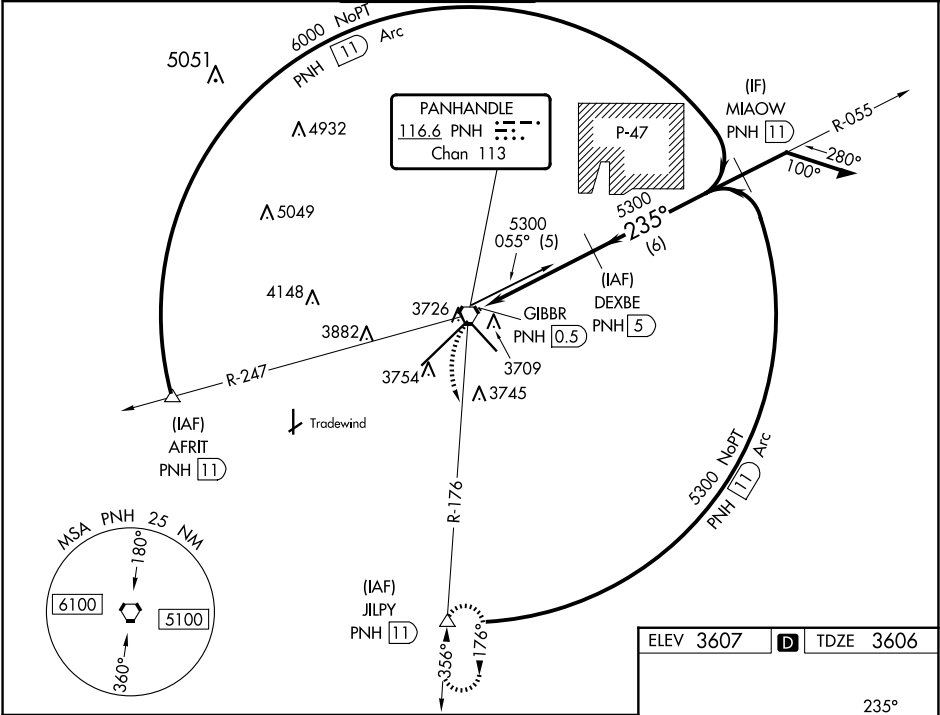 6000 NoPT
PNH 11 Arc
5051
4932
5049
4148
3882
3726
3754
3709
3745
PANHANDLE
116.6 PNH
Chan 113
P-47
(IF)
MIAOW
PNH 11
R-055
280°
100°
5300
235°
(6)
5300
055° (5)
(IAF)
DEXBE
PNH 5
GIBBR
PNH 0.5
R-247
(IAF)
AFRIT
PNH 11
Tradewind
R-176
5300 NoPT
PNH 11 Arc
(IAF)
JILPY
PNH 11
356°
176°
MSA PNH 25 NM
180°
6100
5100
360°
ELEV 3607 D TDZE 3606
235°